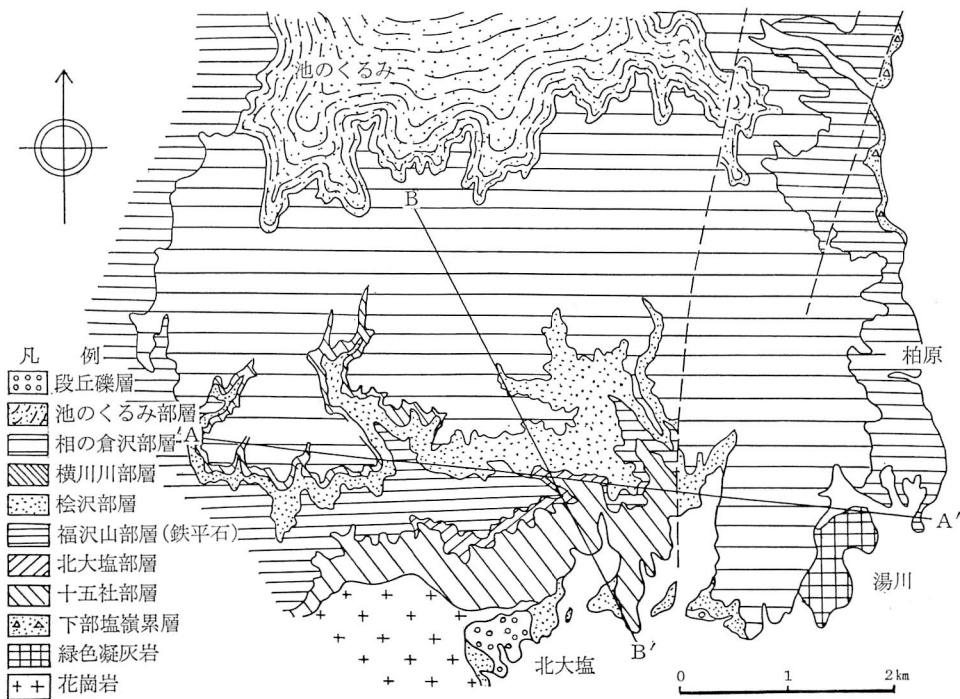 池のくるみ
B
柏原
凡 例
段丘礫層
池のくるみ部層
相の倉沢部層
A
横川川部層
桧沢部層
福沢山部層(鉄平石)
北大塩部層
十五社部層
下部塩嶺累層
緑色凝灰岩
花崗岩
A′
湯川
北大塩
B′
0 1 2km